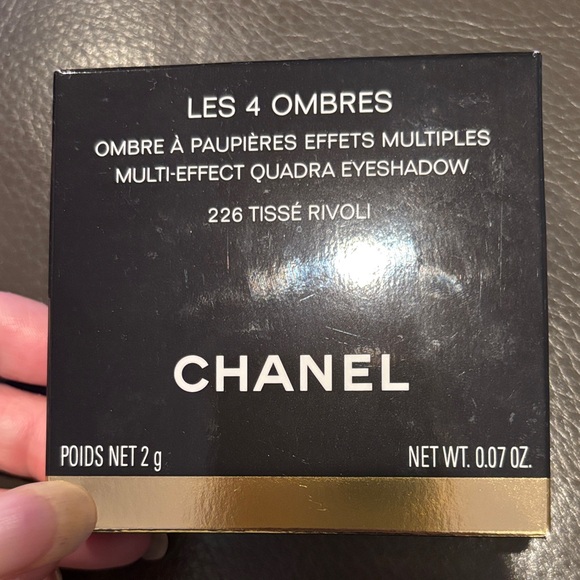 LES 4 OMBRES
OMBRE À PAUPIÈRES EFFETS MULTIPLES
MULTI-EFFECT QUADRA EYESHADOW
226 TISSÉ RIVOLI
CHANEL
POIDS NET 2 g
NET WT. 0.07 OZ.